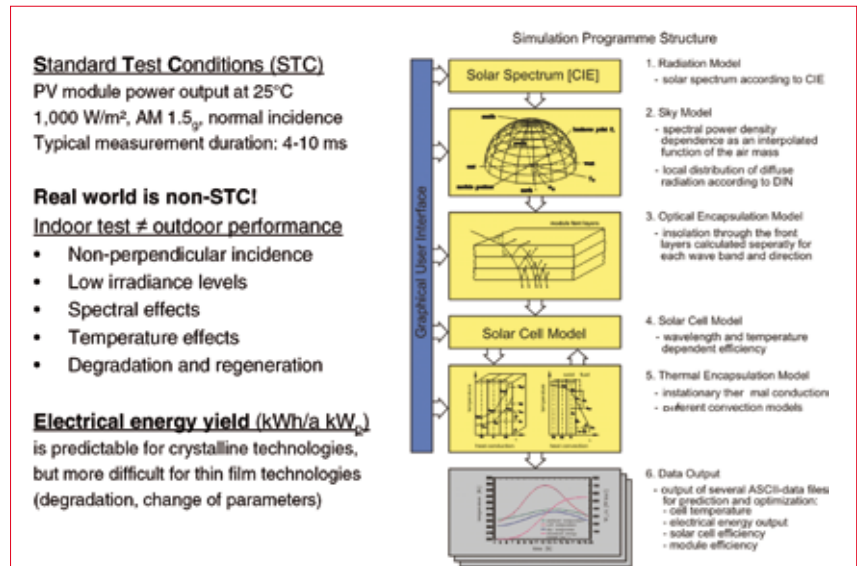 Standard Test Conditions (STC)
PV module power output at 25°C
1,000 W/m², AM 1.5g, normal incidence
Typical measurement duration: 4-10 ms
Real world is non-STC!
Indoor test ≠ outdoor performance
• Non-perpendicular incidence
• Low irradiance levels
• Spectral effects
• Temperature effects
• Degradation and regeneration
Electrical energy yield (kWh/a kWp)
is predictable for crystalline technologies,
but more difficult for thin film technologies
(degradation, change of parameters)
Simulation Programme Structure
Graphical User Interface
Solar Spectrum [CIE]
module front layers
Solar Cell Model
heat conduction
heat conduction
1. Radiation Model
- solar spectrum according to CIE
2. Sky Model
- spectral power density
dependence as an interpolated
function of the air mass
- local distribution of diffuse
radiation according to DIN
3. Optical Encapsulation Model
- insolation through the front
layers calculated seperatly for
each wave band and direction
4. Solar Cell Model
- wavelength and temperature
dependent efficiency
5. Thermal Encapsulation Model
- instationary ther mal conduction
- Different convection models
6. Data Output
- output of several ASCII-data files
for prediction and optimization:
- cell temperature
- electrical energy output
- solar cell efficiency
- module efficiency